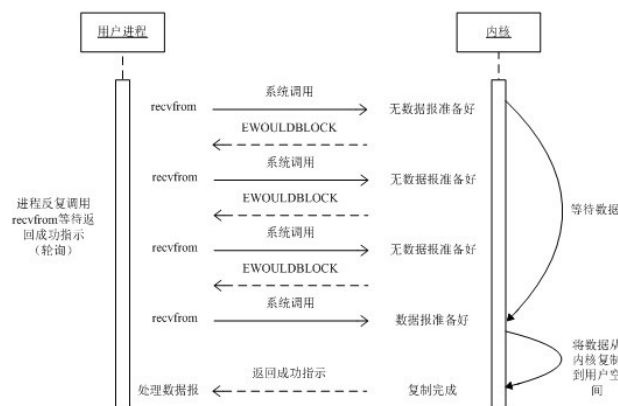 用户进程
内核
系统调用
recvfrom
无数据报准备好
EWOULDBLOCK
系统调用
recvfrom
无数据报准备好
EWOULDBLOCK
进程反复调用
recvfrom等待返
回成功指示
（轮询）
等待数据
系统调用
recvfrom
无数据报准备好
EWOULDBLOCK
系统调用
recvfrom
数据报准备好
将数据从
内核复制
到用户空
间
返回成功指示
处理数据报
复制完成